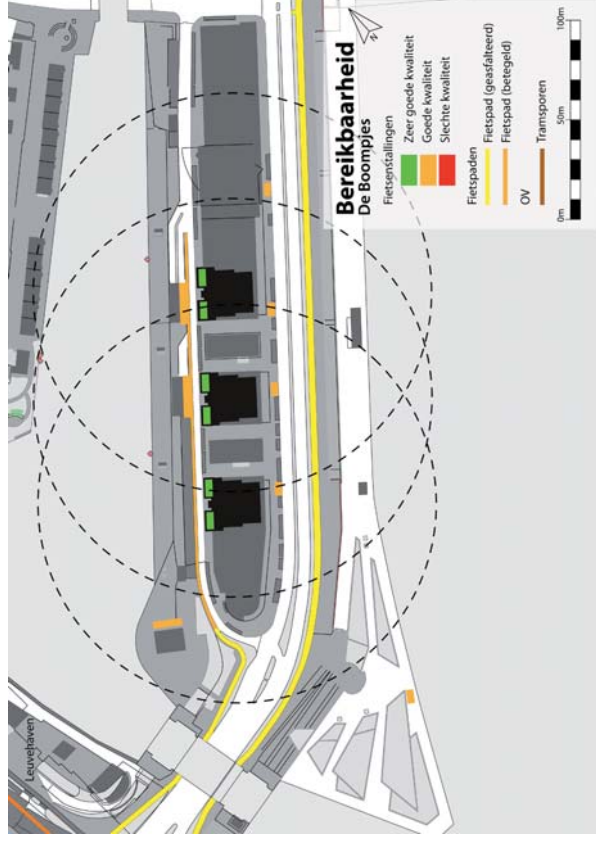 Leuvehaven
N
Bereikbaarheid
De Boompjes
Fietsenstallingen
Zeer goede kwaliteit
Goede kwaliteit
Slechte kwaliteit
Fietspaden
Fietspad (geasfalteerd)
Fietspad (betegeld)
OV
Tramsporen
0m 50m 100m